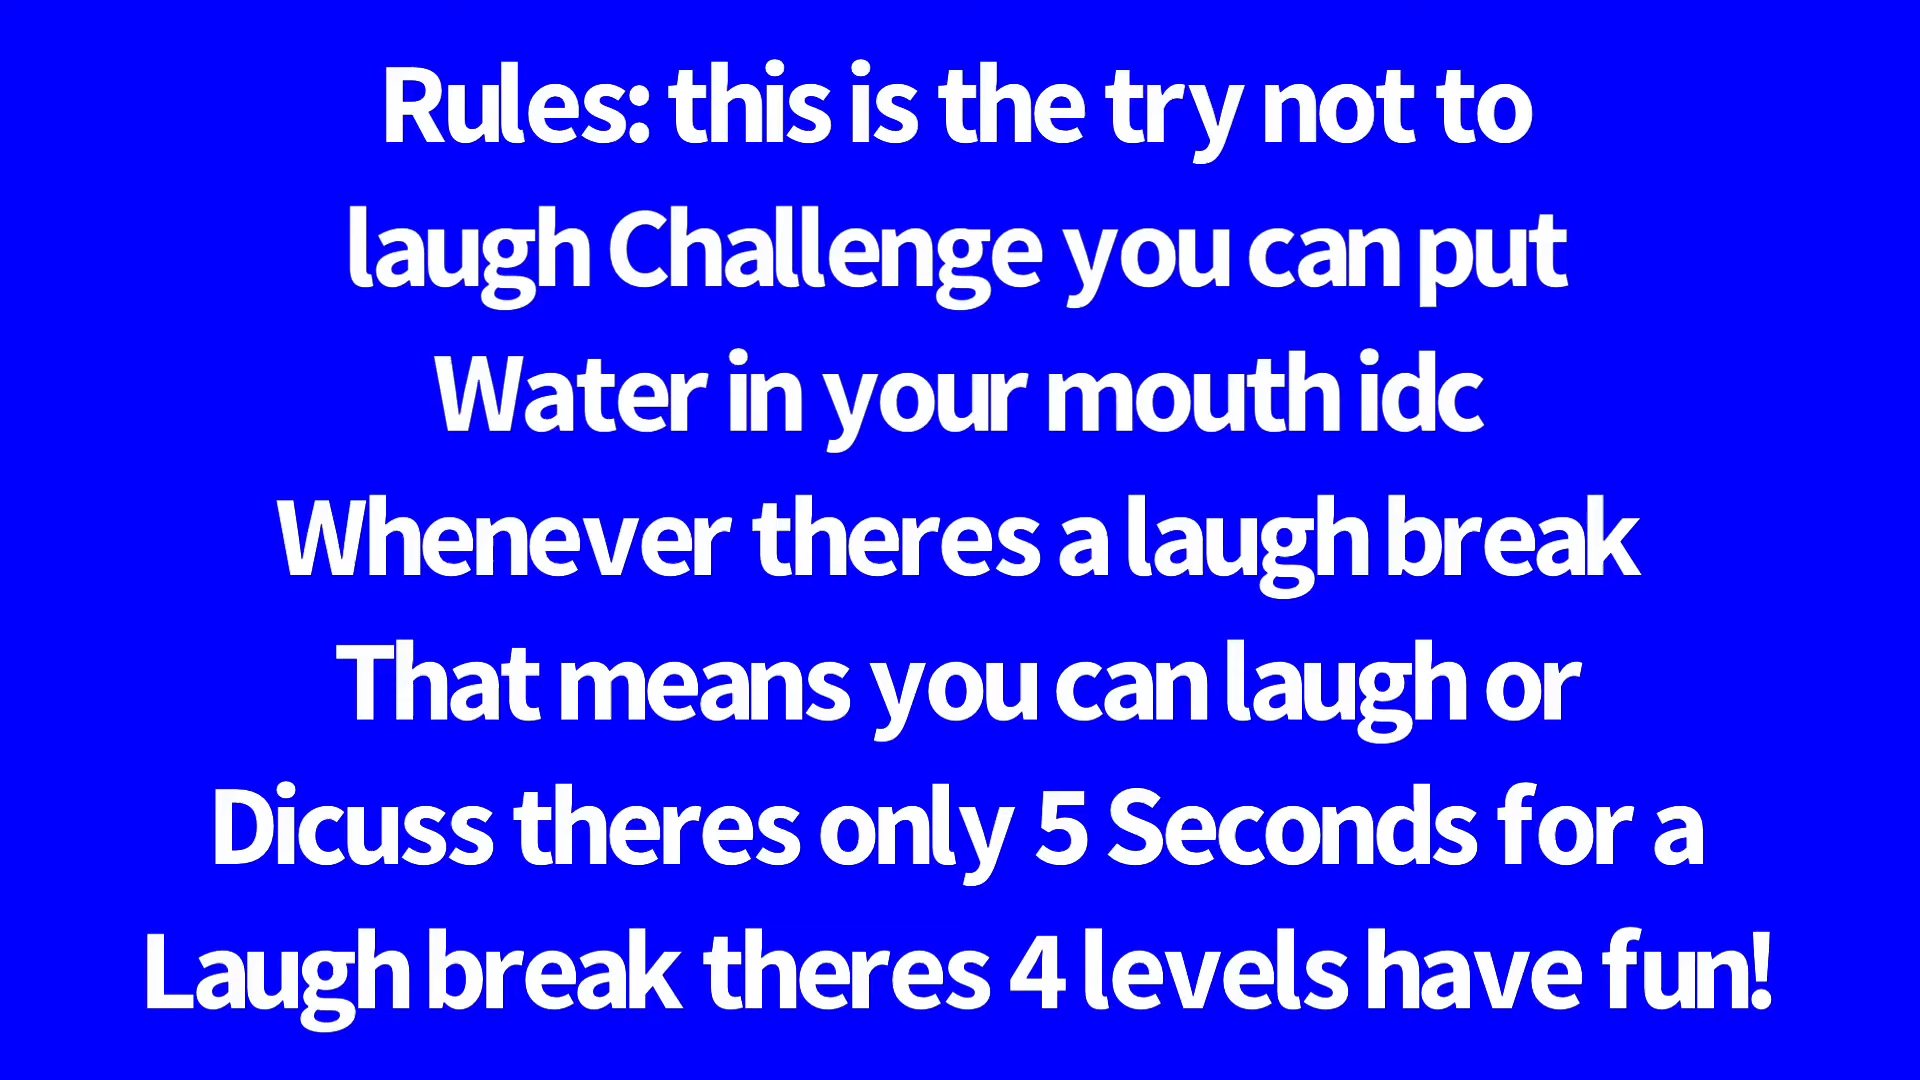 Rules: this is the try not to
laugh Challenge you can put
Water in your mouth idc
Whenever theres a laugh break
That means you can laugh or
Dicuss theres only 5 Seconds for a
Laugh break theres 4 levels have fun!